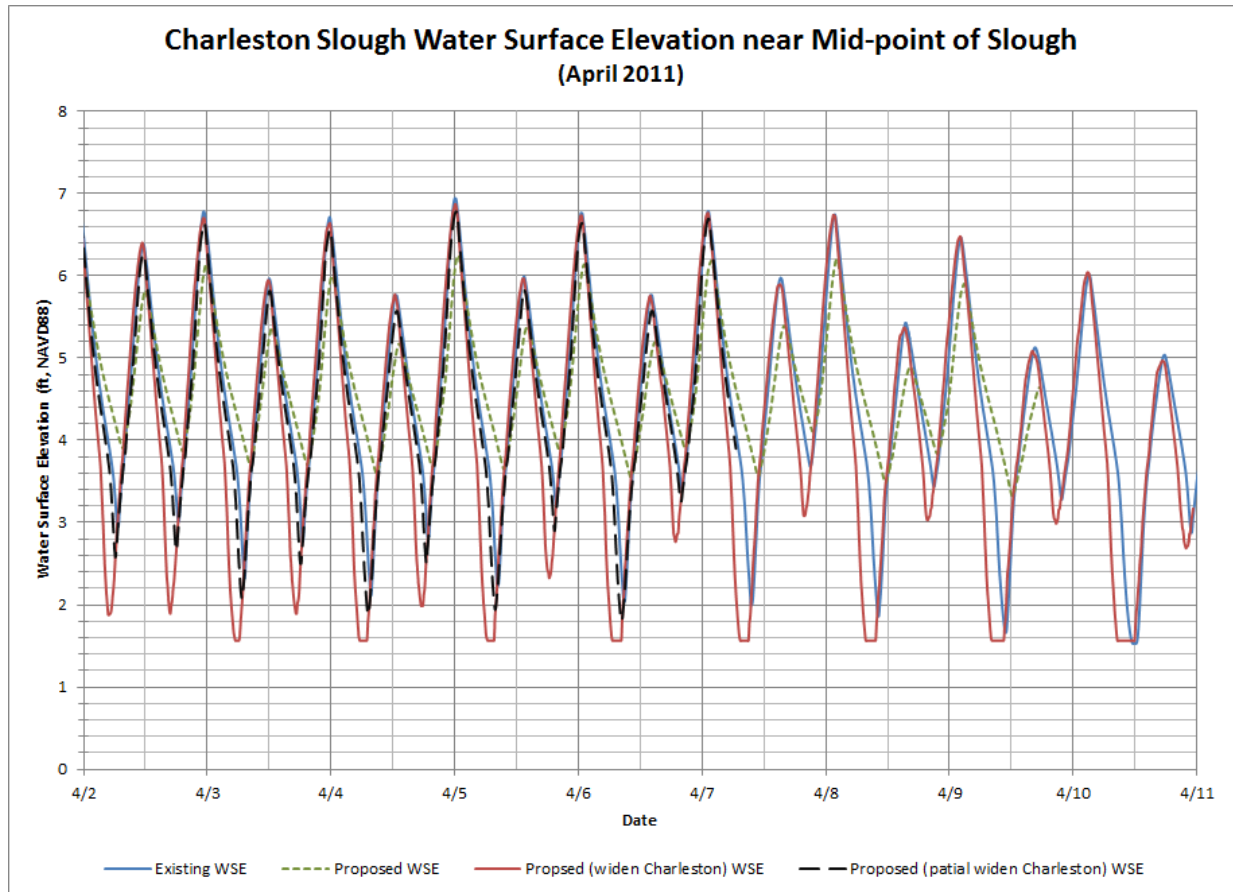 Charleston Slough Water Surface Elevation near Mid-point of Slough
(April 2011)
Water Surface Elevation (ft, NAVD88)
8
7
6
5
4
3
2
1
0
4/2 4/3 4/4 4/5 4/6 4/7 4/8 4/9 4/10 4/11
Date
Existing WSE Proposed WSE Propsed (widen Charleston) WSE Proposed (patial widen Charleston) WSE